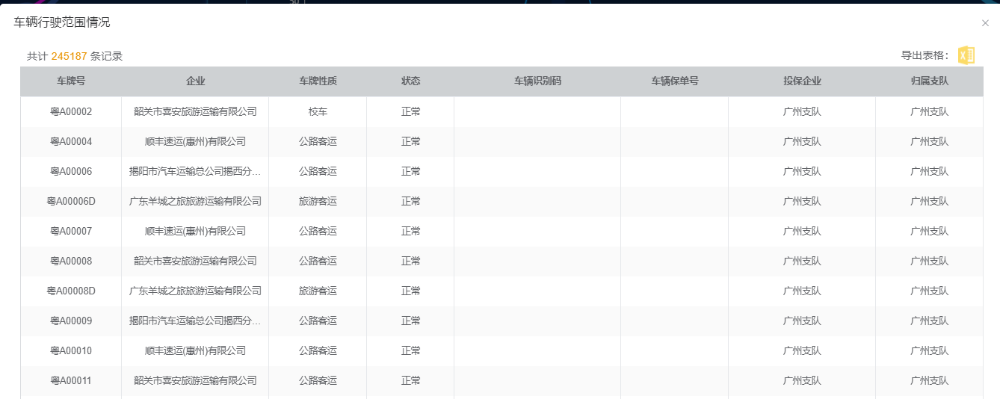 车辆行驶范围情况
共计 245187 条记录 导出表格：
车牌号 企业 车牌性质 状态 车辆识别码 车辆保单号 投保企业 归属支队
粤A00002 韶关市喜安旅游运输有限公司 校车 正常 广州支队 广州支队
粤A00004 顺丰速运(惠州)有限公司 公路客运 正常 广州支队 广州支队
粤A00006 揭阳市汽车运输总公司揭西分... 公路客运 正常 广州支队 广州支队
粤A00006D 广东羊城之旅旅游运输有限公司 旅游客运 正常 广州支队 广州支队
粤A00007 顺丰速运(惠州)有限公司 公路客运 正常 广州支队 广州支队
粤A00008 韶关市喜安旅游运输有限公司 公路客运 正常 广州支队 广州支队
粤A00008D 广东羊城之旅旅游运输有限公司 旅游客运 正常 广州支队 广州支队
粤A00009 揭阳市汽车运输总公司揭西分... 公路客运 正常 广州支队 广州支队
粤A00010 顺丰速运(惠州)有限公司 公路客运 正常 广州支队 广州支队
粤A00011 韶关市喜安旅游运输有限公司 公路客运 正常 广州支队 广州支队